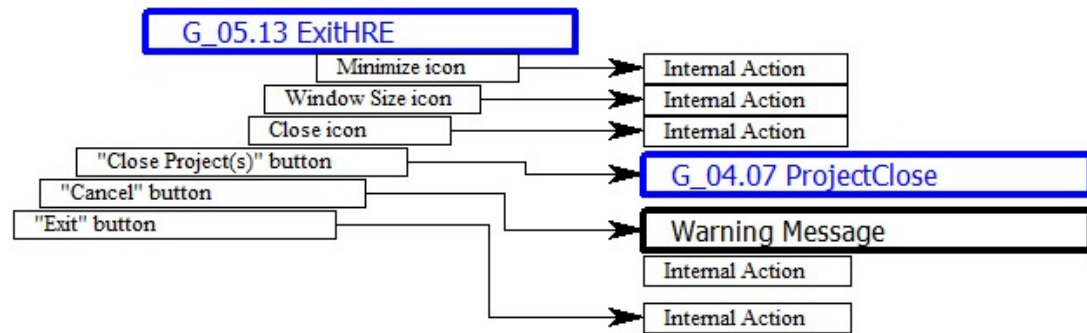 G_05.13 ExitHRE
Minimize icon
Internal Action
Window Size icon
Internal Action
Close icon
Internal Action
"Close Project(s)" button
G_04.07 ProjectClose
"Cancel" button
Warning Message
"Exit" button
Internal Action
Internal Action